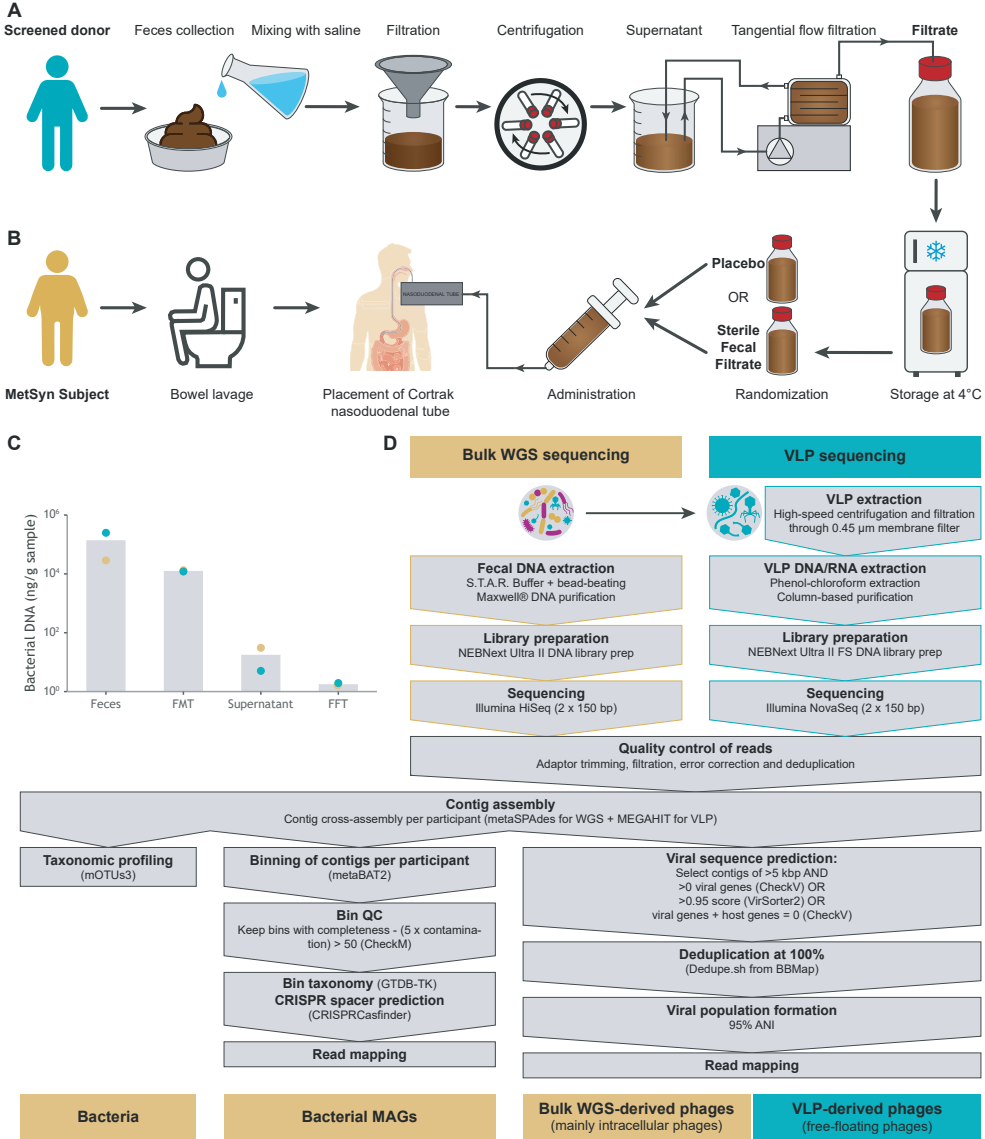 A
Screened donor
Feces collection
Mixing with saline
Filtration
Centrifugation
Supernatant
Tangential flow filtration
Filtrate
B
Placebo
OR
Sterile
Fecal
Filtrate
NASODUODENAL TUBE
MetSyn Subject
Bowel lavage
Placement of Cortrak
nasoduodenal tube
Administration
Randomization
Storage at 4°C
C
Bacterial DNA (ng/g sample)
10⁶
10⁴
10²
10⁰
Feces
FMT
Supernatant
FFT
D
Bulk WGS sequencing
VLP sequencing
VLP extraction
High-speed centrifugation and filtration
through 0.45 µm membrane filter
Fecal DNA extraction
S.T.A.R. Buffer + bead-beating
Maxwell® DNA purification
VLP DNA/RNA extraction
Phenol-chloroform extraction
Column-based purification
Library preparation
NEBNext Ultra II DNA library prep
Library preparation
NEBNext Ultra II FS DNA library prep
Sequencing
Illumina HiSeq (2 x 150 bp)
Sequencing
Illumina NovaSeq (2 x 150 bp)
Quality control of reads
Adaptor trimming, filtration, error correction and deduplication
Contig assembly
Contig cross-assembly per participant (metaSPAdes for WGS + MEGAHIT for VLP)
Taxonomic profiling
(mOTUs3)
Binning of contigs per participant
(metaBAT2)
Bin QC
Keep bins with completeness - (5 x contamina-
tion) > 50 (CheckM)
Bin taxonomy (GTDB-TK)
CRISPR spacer prediction
(CRISPRCasfinder)
Read mapping
Viral sequence prediction:
Select contigs of >5 kbp AND
>0 viral genes (CheckV) OR
>0.95 score (VirSorter2) OR
viral genes + host genes = 0 (CheckV)
Deduplication at 100%
(Dedupe.sh from BBMap)
Viral population formation
95% ANI
Read mapping
Bacteria
Bacterial MAGs
Bulk WGS-derived phages
(mainly intracellular phages)
VLP-derived phages
(free-floating phages)